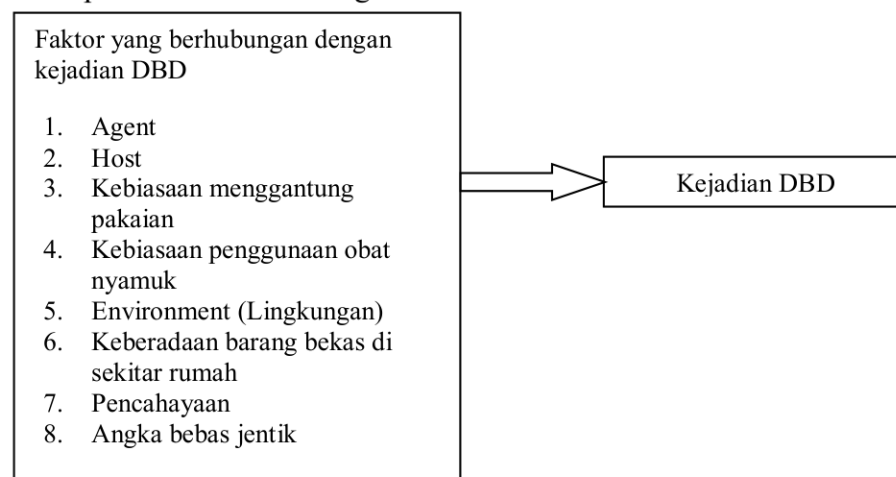 Faktor yang berhubungan dengan
kejadian DBD
1. Agent
2. Host
3. Kebiasaan menggantung
pakaian
4. Kebiasaan penggunaan obat
nyamuk
5. Environment (Lingkungan)
6. Keberadaan barang bekas di
sekitar rumah
7. Pencahayaan
8. Angka bebas jentik
Kejadian DBD